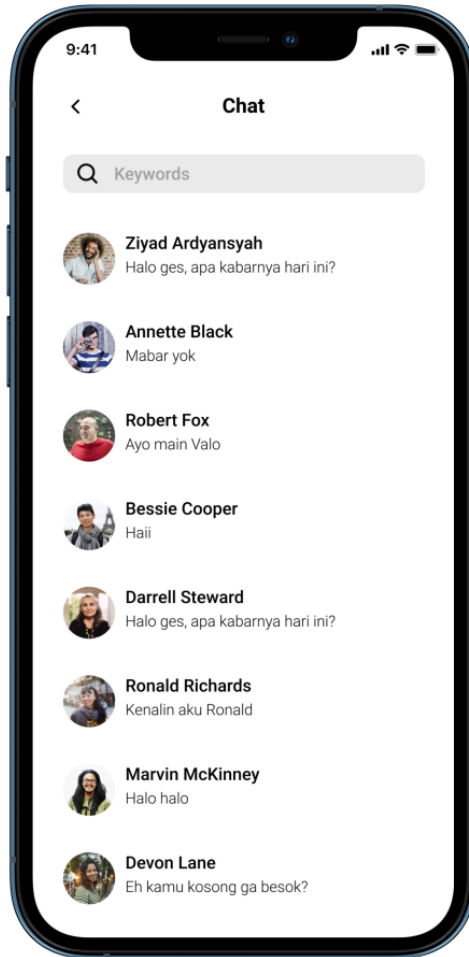 9:41
Chat
Keywords
Ziyad Ardyansyah
Halo ges, apa kabarnya hari ini?
Annette Black
Mabar yok
Robert Fox
Ayo main Valo
Bessie Cooper
Haii
Darrell Steward
Halo ges, apa kabarnya hari ini?
Ronald Richards
Kenalin aku Ronald
Marvin McKinney
Halo halo
Devon Lane
Eh kamu kosong ga besok?